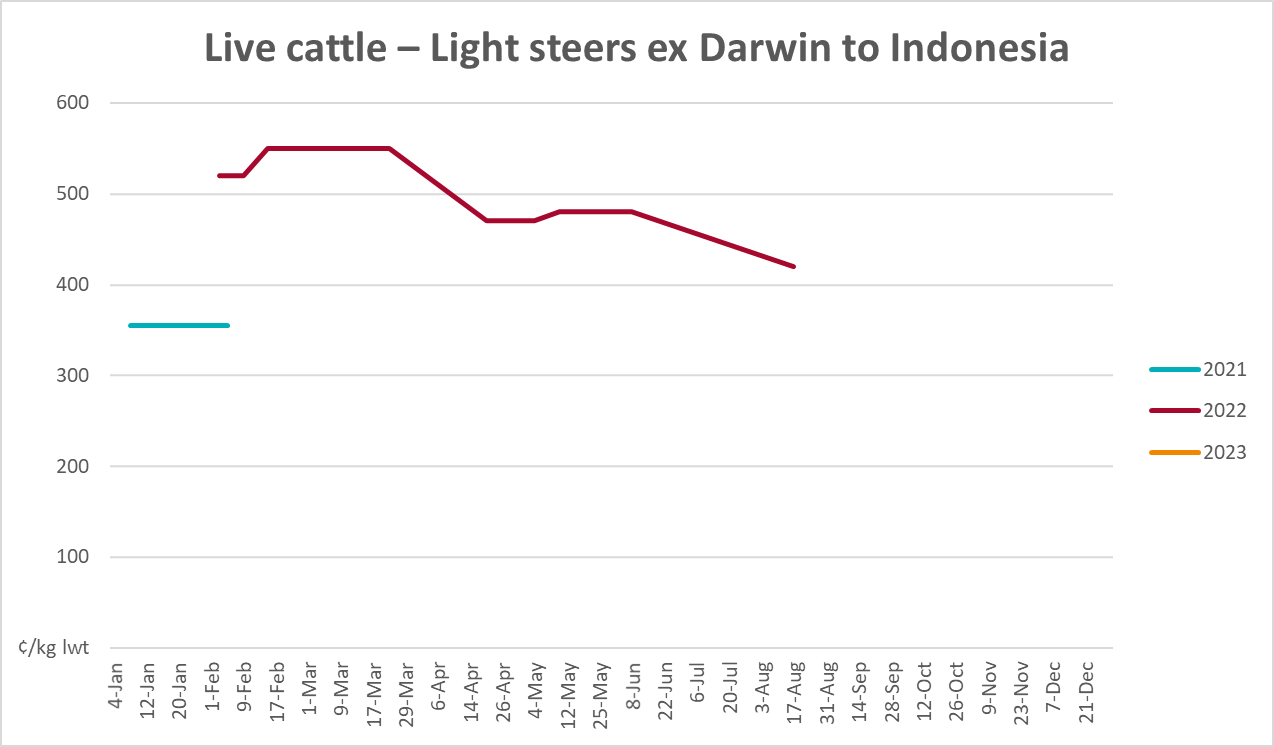 Live cattle – Light steers ex Darwin to Indonesia
600
500
400
300
200
100
¢/kg lwt
4-Jan
12-Jan
20-Jan
1-Feb
9-Feb
17-Feb
1-Mar
9-Mar
17-Mar
29-Mar
6-Apr
14-Apr
26-Apr
4-May
12-May
25-May
8-Jun
22-Jun
6-Jul
20-Jul
3-Aug
17-Aug
31-Aug
14-Sep
28-Sep
12-Oct
26-Oct
9-Nov
23-Nov
7-Dec
21-Dec
2021
2022
2023